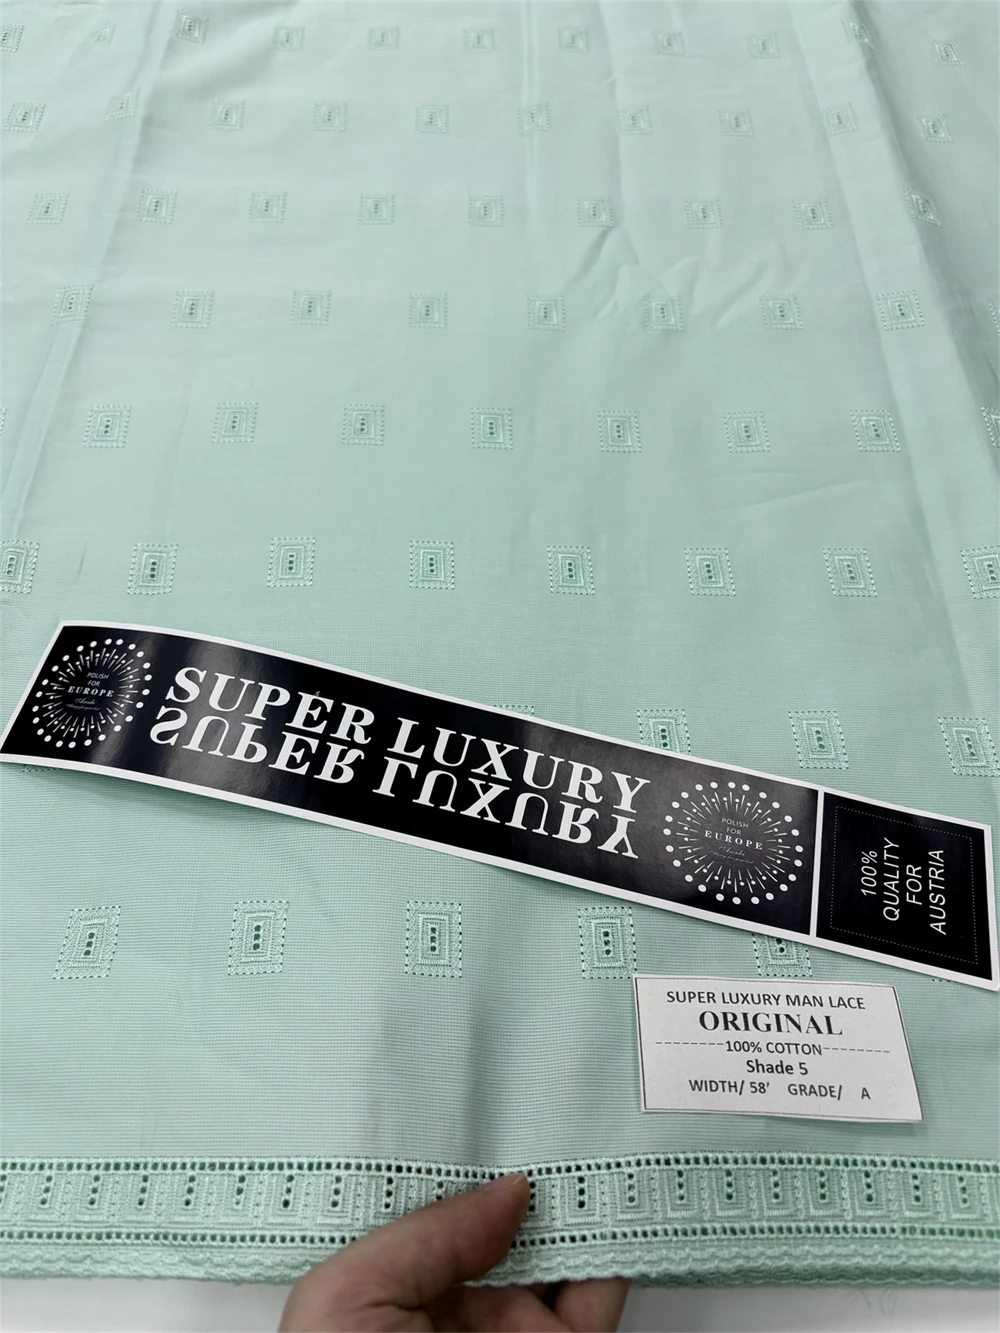 POLISH
FOR
EUROPE
SUPER LUXURY
SUPER LUXURY
POLISH
FOR
EUROPE
100%
QUALITY
FOR
AUSTRIA
SUPER LUXURY MAN LACE
ORIGINAL
--------100% COTTON--------
Shade 5
WIDTH/ 58' GRADE/ A